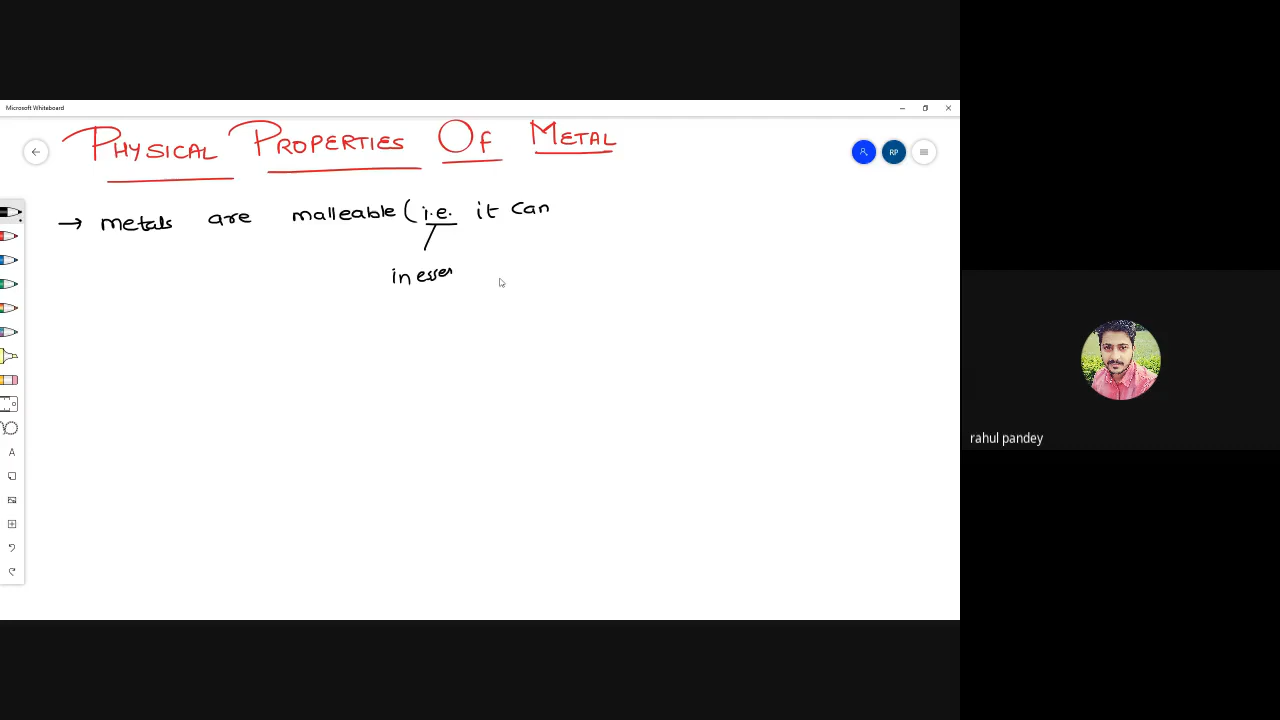 Microsoft Whiteboard
PHYSICAL PROPERTIES OF METAL
RP
→ metals are malleable ( i.e. it can
in essen
A
rahul pandey